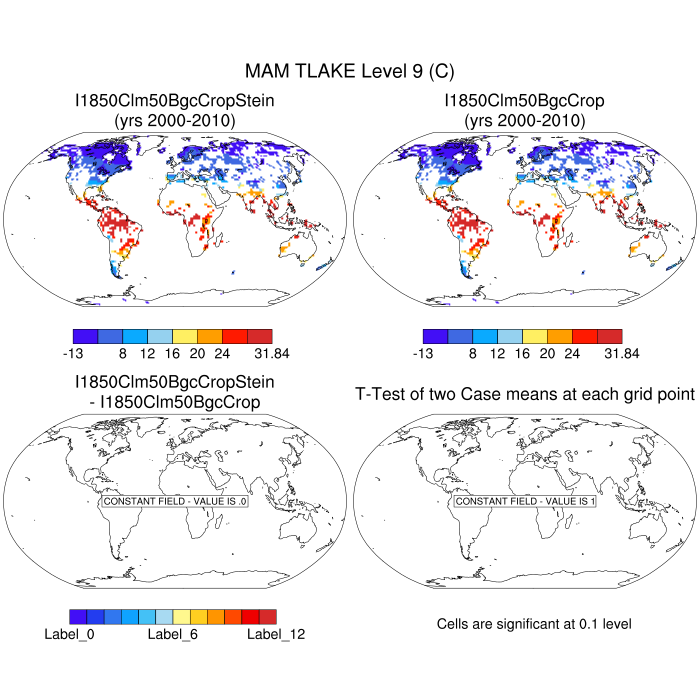 MAM TLAKE Level 9 (C)
I1850Clm50BgcCropStein
(yrs 2000-2010)
I1850Clm50BgcCrop
(yrs 2000-2010)
-13 8 12 16 20 24 31.84
-13 8 12 16 20 24 31.84
I1850Clm50BgcCropStein
- I1850Clm50BgcCrop
T-Test of two Case means at each grid point
CONSTANT FIELD - VALUE IS .0
CONSTANT FIELD - VALUE IS 1
Label_0 Label_6 Label_12
Cells are significant at 0.1 level